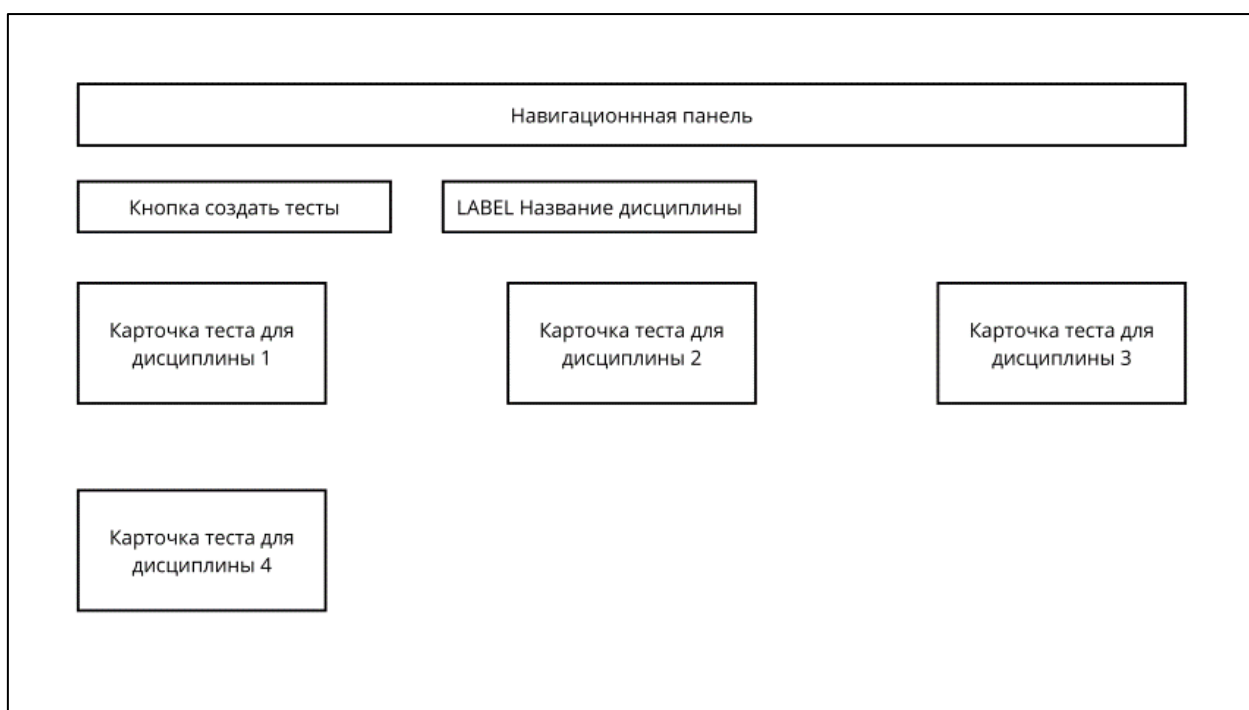 Навигационнная панель
Кнопка создать тесты
LABEL Название дисциплины
Карточка теста для
дисциплины 1
Карточка теста для
дисциплины 2
Карточка теста для
дисциплины 3
Карточка теста для
дисциплины 4